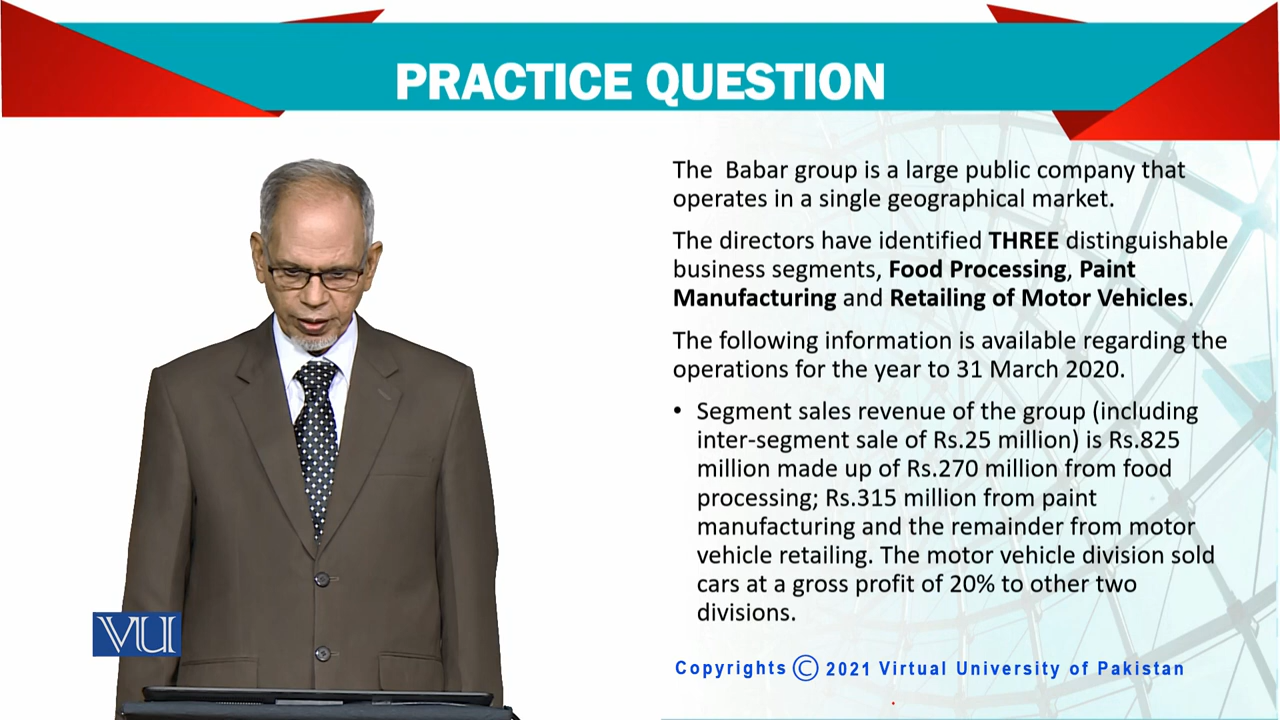 PRACTICE QUESTION
The Babar group is a large public company that
operates in a single geographical market.
The directors have identified THREE distinguishable
business segments, Food Processing, Paint
Manufacturing and Retailing of Motor Vehicles.
The following information is available regarding the
operations for the year to 31 March 2020.
• Segment sales revenue of the group (including
inter-segment sale of Rs.25 million) is Rs.825
million made up of Rs.270 million from food
processing; Rs.315 million from paint
manufacturing and the remainder from motor
vehicle retailing. The motor vehicle division sold
cars at a gross profit of 20% to other two
divisions.
VU
Copyrights © 2021 Virtual University of Pakistan